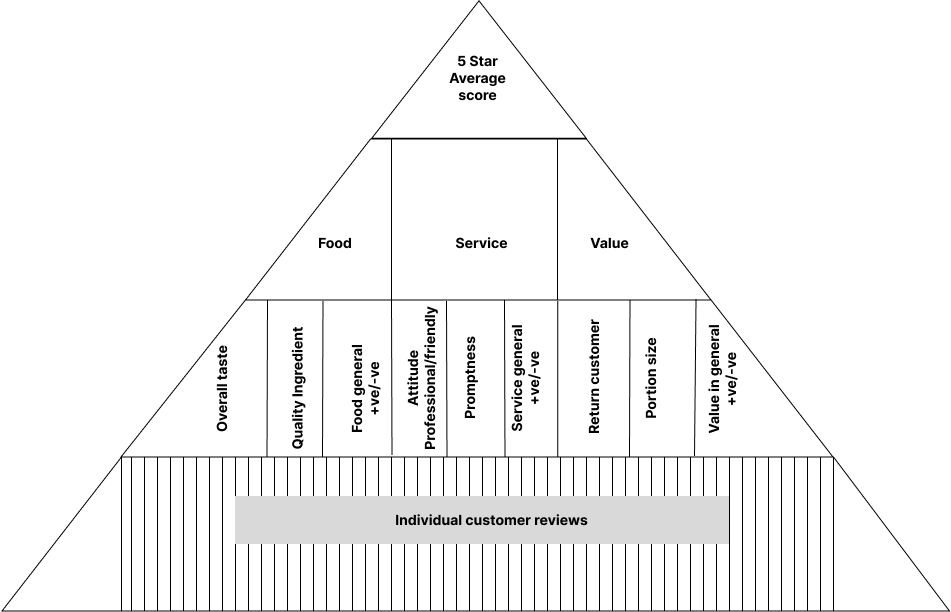 5 Star
Average
score
Food
Service
Value
Overall taste
Quality Ingredient
Food general
+ve/-ve
Attitude
Professional/friendly
Promptness
Service general
+ve/-ve
Return customer
Portion size
Value in general
+ve/-ve
Individual customer reviews